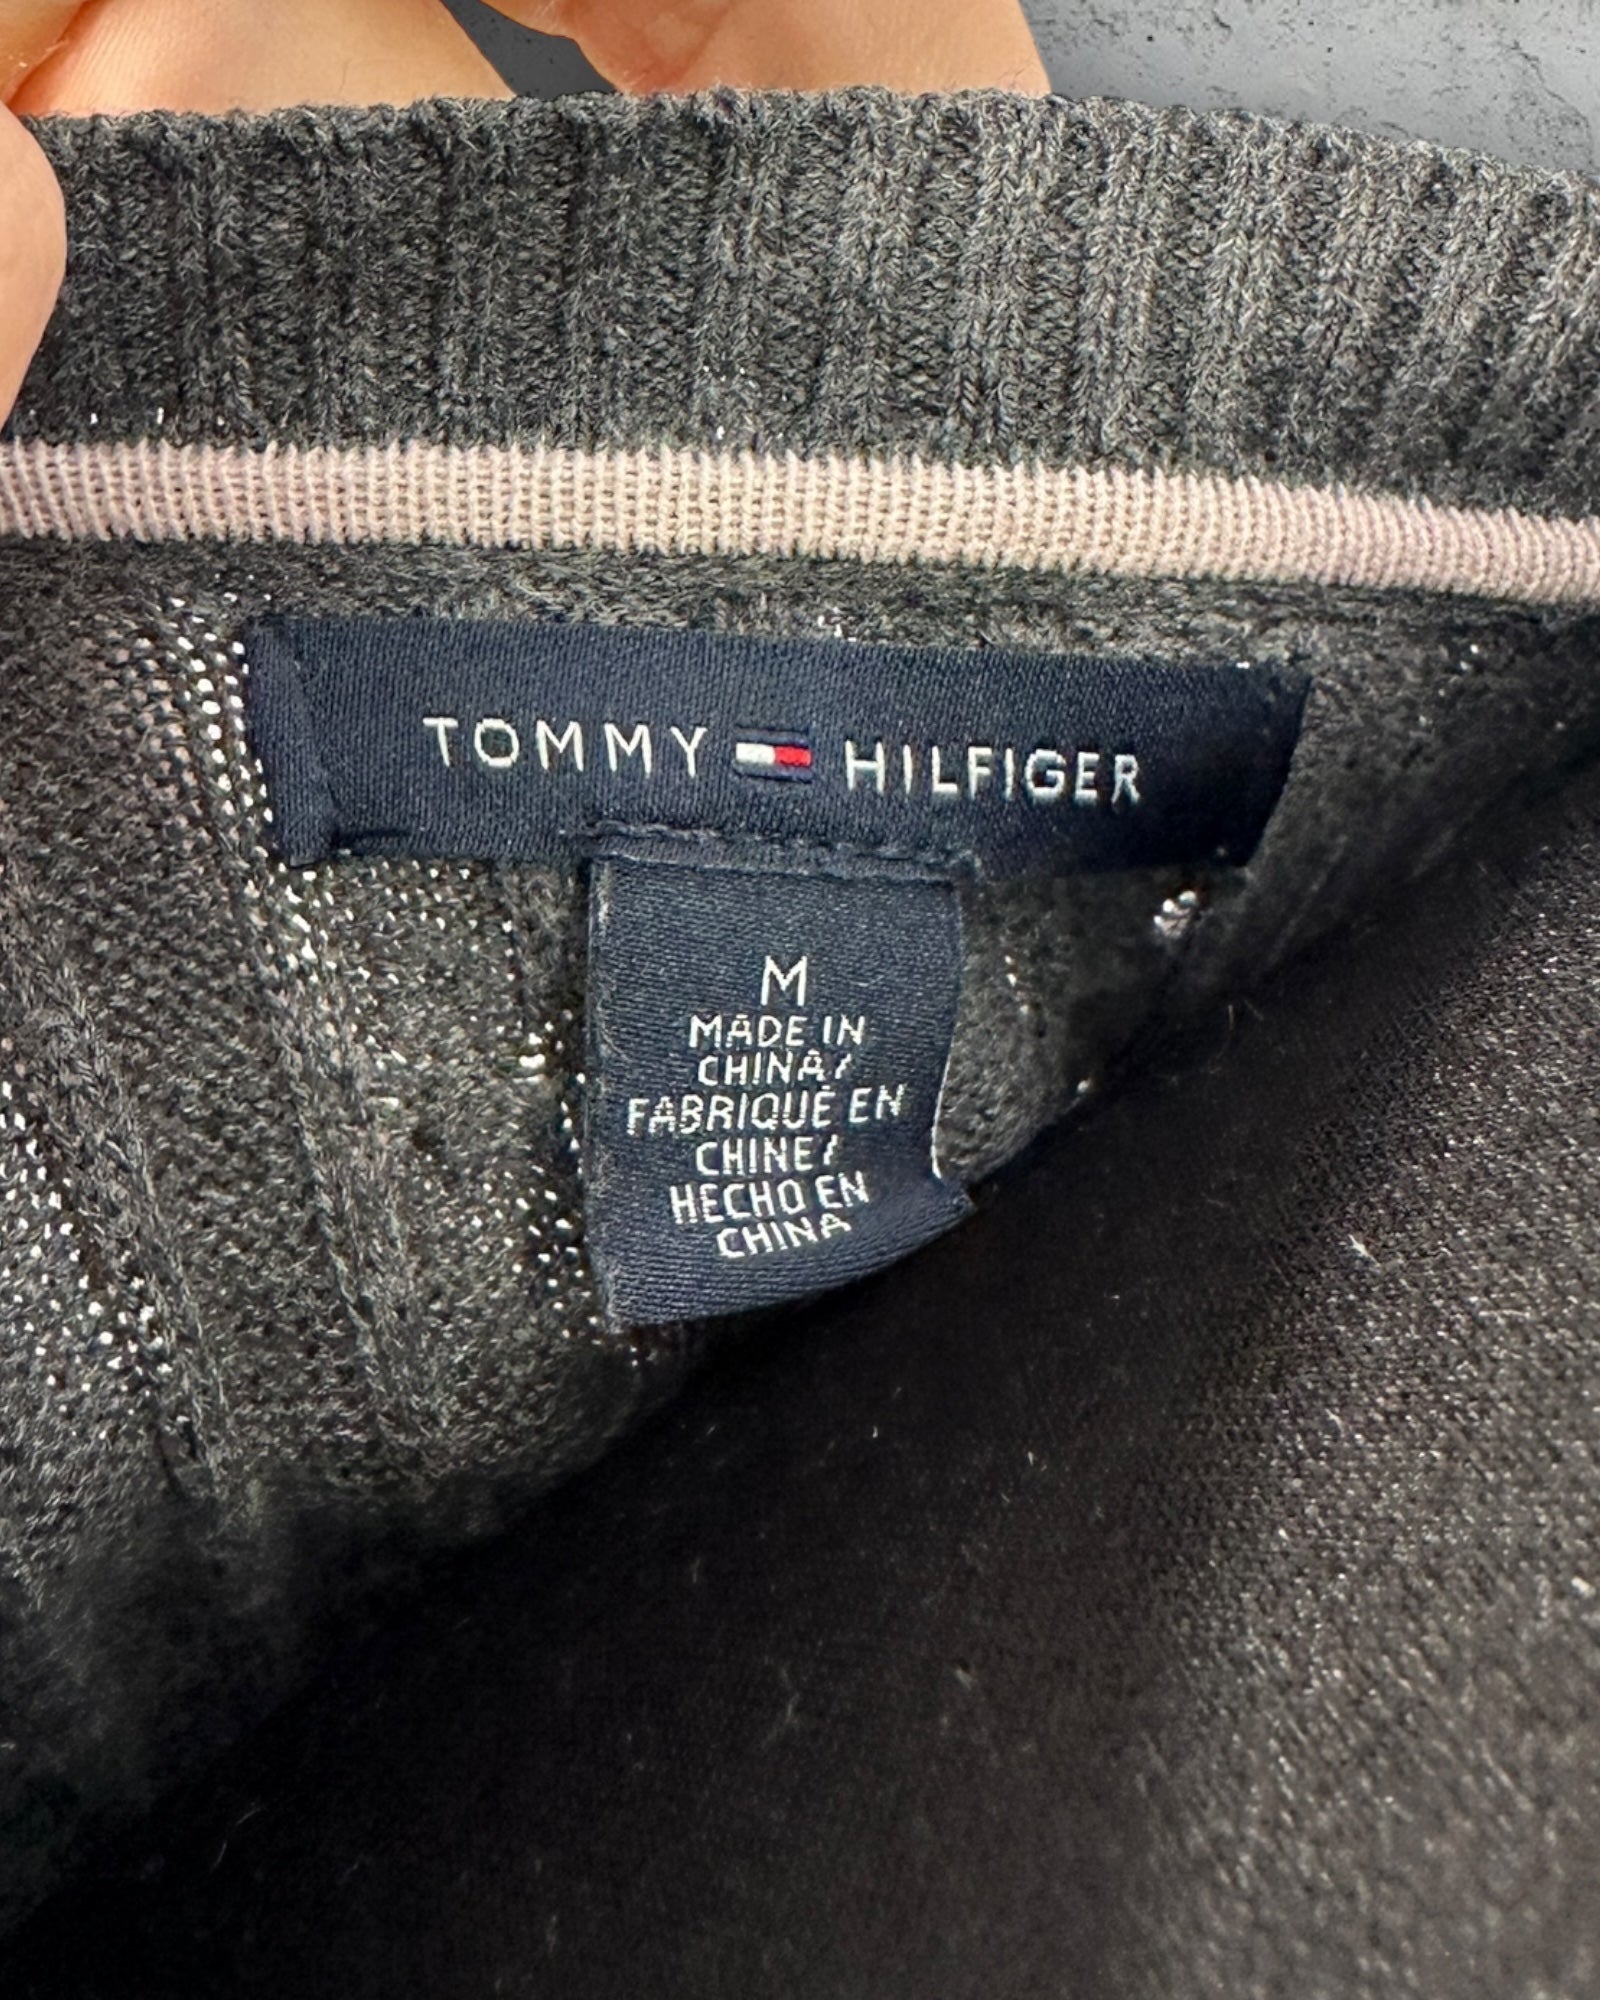 TOMMY HILFIGER
M
MADE IN
CHINA/
FABRIQUÉ EN
CHINE/
HECHO EN
CHINA